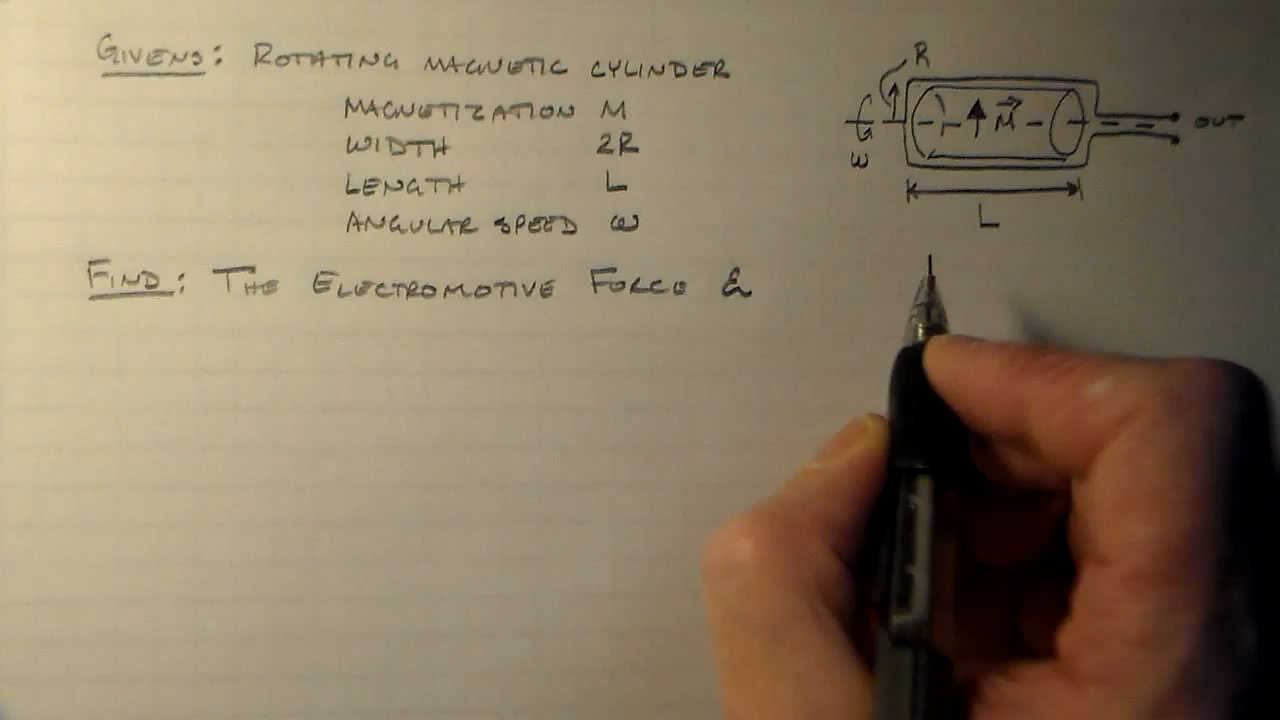 GIVENS: ROTATING MAGNETIC CYLINDER
MAGNETIZATION M
WIDTH 2R
LENGTH L
ANGULAR SPEED ω
FIND: THE ELECTROMOTIVE FORCE ℰ
R
M⃗
OUT
ω
L